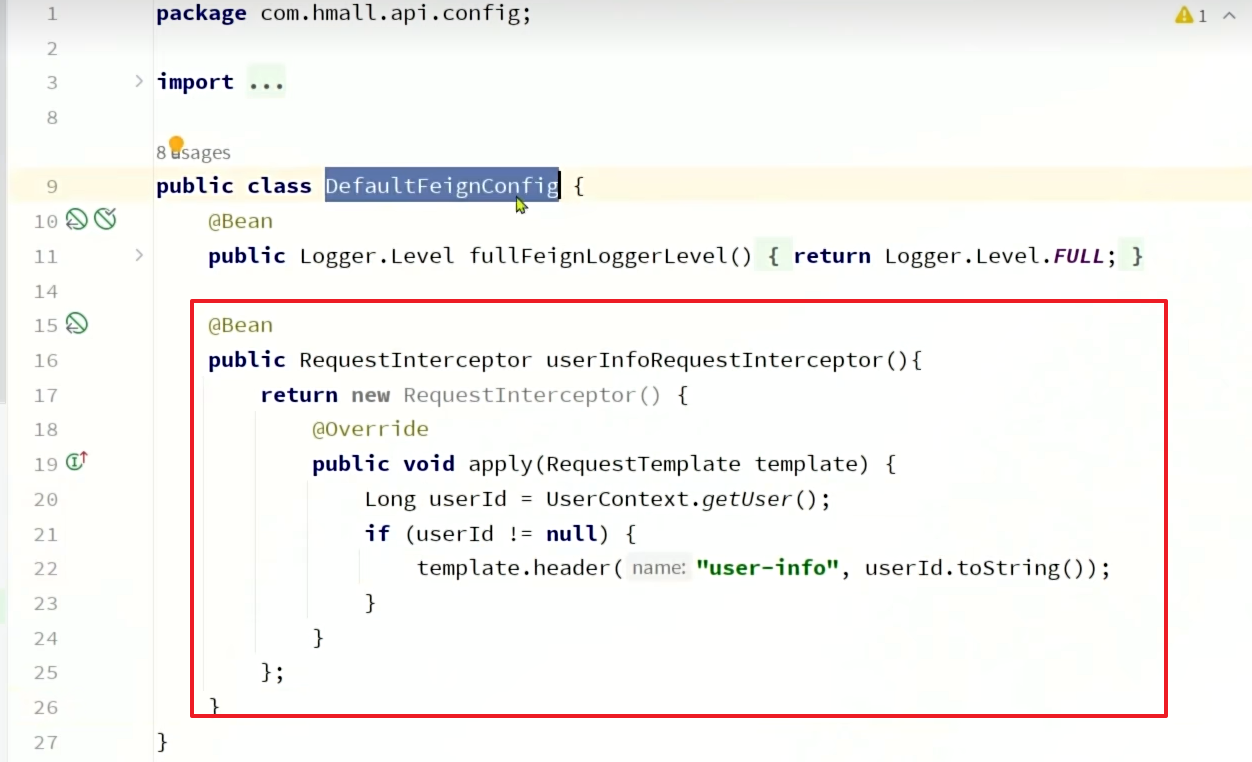 1 package com.hmall.api.config;
2
3 import ...
8
8 usages
9 public class DefaultFeignConfig {
10 @Bean
11 public Logger.Level fullFeignLoggerLevel() { return Logger.Level.FULL; }
14
15 @Bean
16 public RequestInterceptor userInfoRequestInterceptor(){
17 return new RequestInterceptor() {
18 @Override
19 public void apply(RequestTemplate template) {
20 Long userId = UserContext.getUser();
21 if (userId != null) {
22 template.header( name: "user-info", userId.toString());
23 }
24 }
25 };
26 }
27 }
1